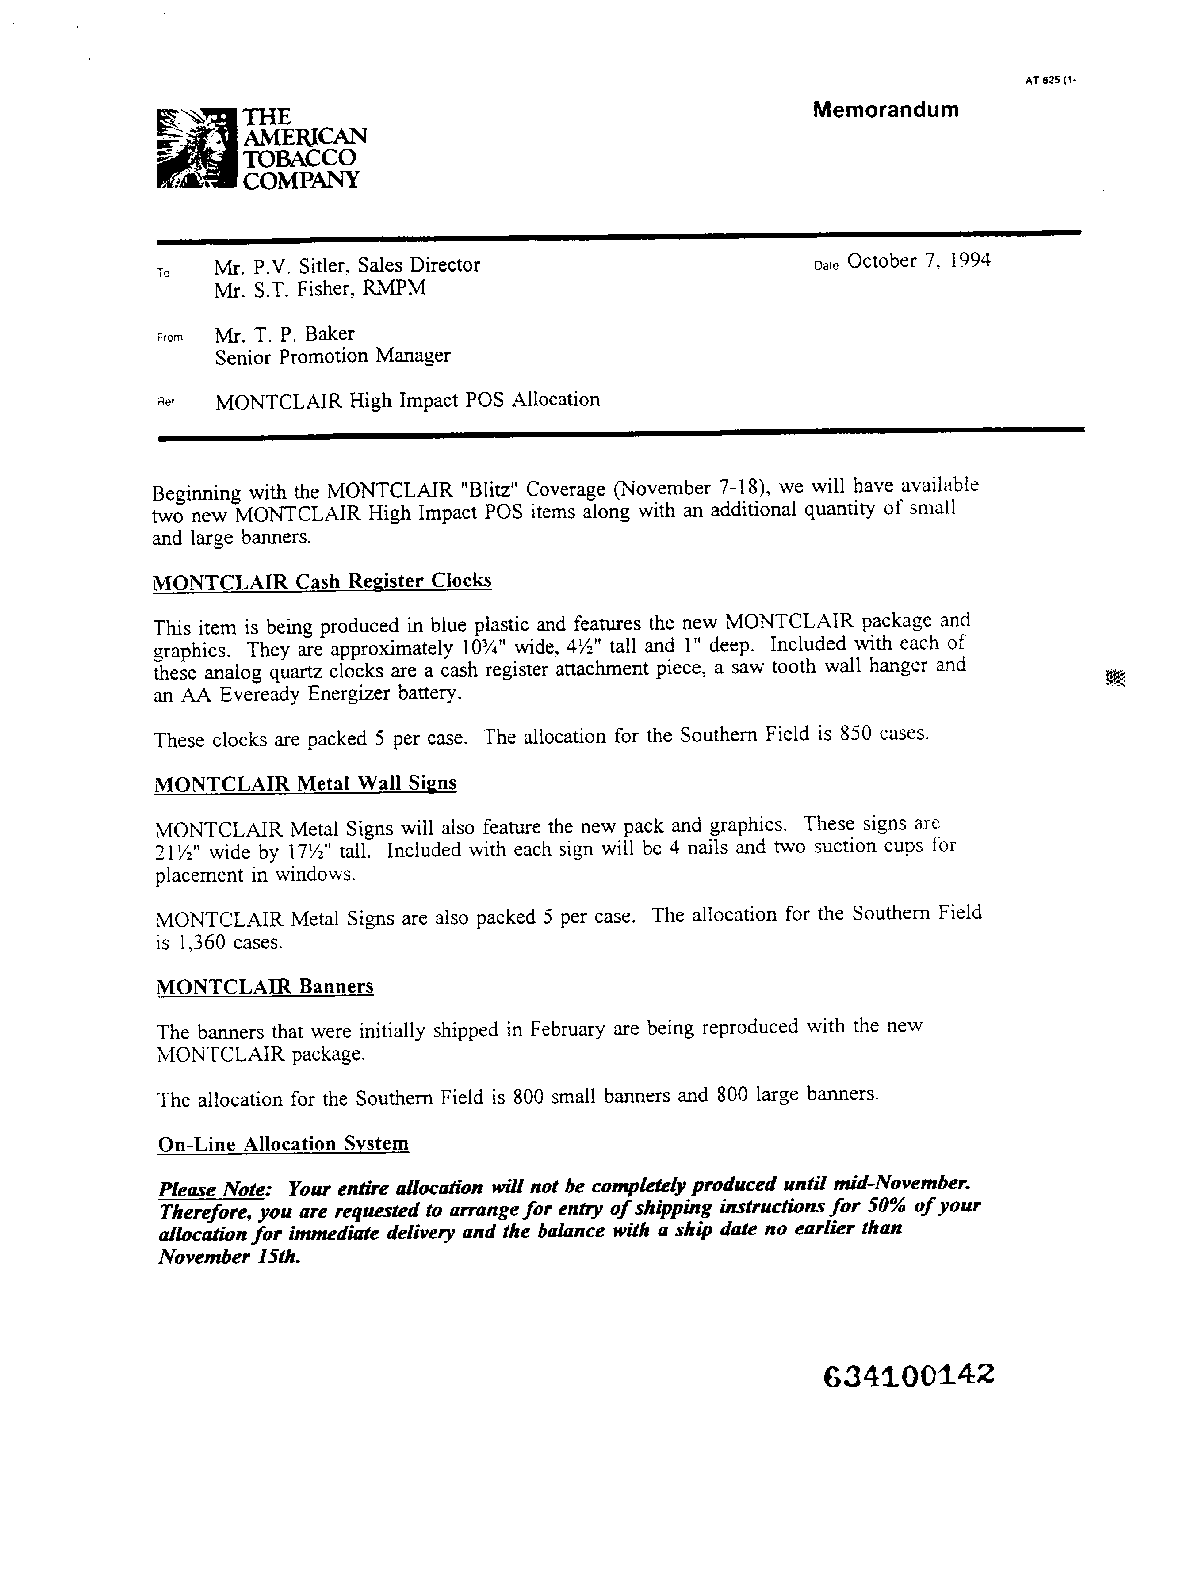 AT 625 (1-
THE
AMERICAN
TOBACCO
COMPANY
Memorandum
To Mr. P.V. Sitler, Sales Director
Date October 7, 1994
Mr. S.T. Fisher, RMPM
From Mr. T. P. Baker
Senior Promotion Manager
Re: MONTCLAIR High Impact POS Allocation
Beginning with the MONTCLAIR "Blitz" Coverage (November 7-18), we will have available
two new MONTCLAIR High Impact POS items along with an additional quantity of small
and large banners.
MONTCLAIR Cash Register Clocks
This item is being produced in blue plastic and features the new MONTCLAIR package and
graphics. They are approximately 10¾" wide, 4½" tall and 1" deep. Included with each of
these analog quartz clocks are a cash register attachment piece, a saw tooth wall hanger and
an AA Eveready Energizer battery.
These clocks are packed 5 per case. The allocation for the Southern Field is 850 cases.
MONTCLAIR Metal Wall Signs
MONTCLAIR Metal Signs will also feature the new pack and graphics. These signs are
21½" wide by 17½" tall. Included with each sign will be 4 nails and two suction cups for
placement in windows.
MONTCLAIR Metal Signs are also packed 5 per case. The allocation for the Southern Field
is 1,360 cases.
MONTCLAIR Banners
The banners that were initially shipped in February are being reproduced with the new
MONTCLAIR package.
The allocation for the Southern Field is 800 small banners and 800 large banners.
On-Line Allocation System
Please Note: Your entire allocation will not be completely produced until mid-November.
Therefore, you are requested to arrange for entry of shipping instructions for 50% of your
allocation for immediate delivery and the balance with a ship date no earlier than
November 15th.
634100142